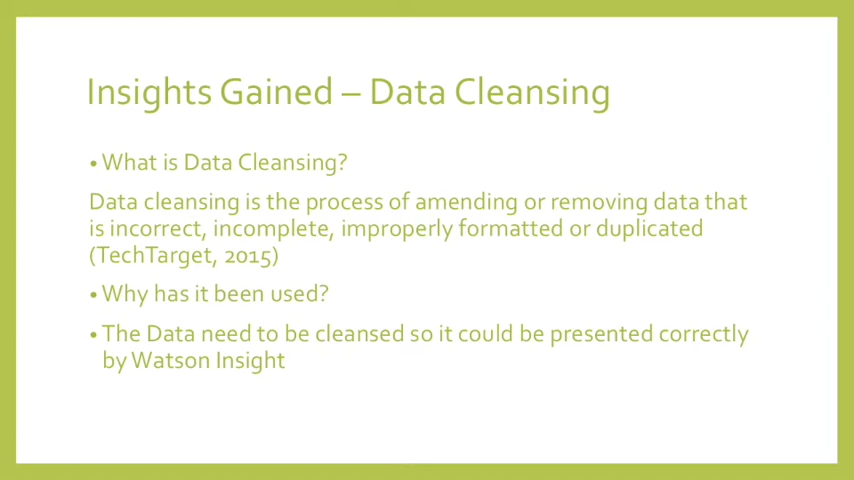 Insights Gained – Data Cleansing
• What is Data Cleansing?
Data cleansing is the process of amending or removing data that
is incorrect, incomplete, improperly formatted or duplicated
(TechTarget, 2015)
• Why has it been used?
• The Data need to be cleansed so it could be presented correctly
by Watson Insight